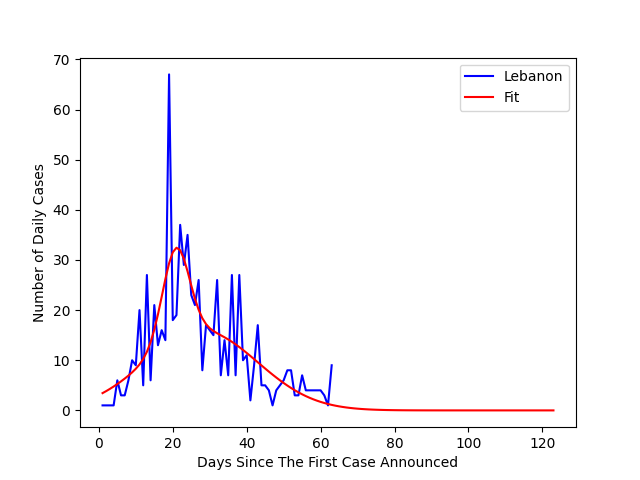 Lebanon
Fit
70
60
50
40
30
20
10
0
Number of Daily Cases
0 20 40 60 80 100 120
Days Since The First Case Announced